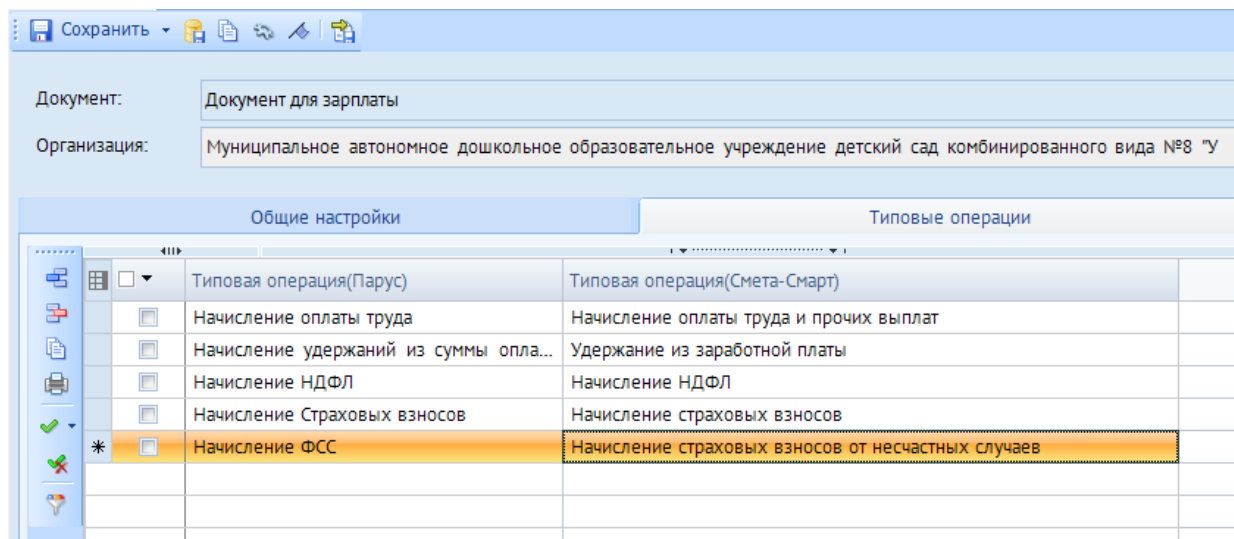 Сохранить
Документ: Документ для зарплаты
Организация: Муниципальное автономное дошкольное образовательное учреждение детский сад комбинированного вида №8 "У
Общие настройки Типовые операции
Типовая операция(Парус) Типовая операция(Смета-Смарт)
Начисление оплаты труда Начисление оплаты труда и прочих выплат
Начисление удержаний из суммы опла... Удержание из заработной платы
Начисление НДФЛ Начисление НДФЛ
Начисление Страховых взносов Начисление страховых взносов
* Начисление ФСС Начисление страховых взносов от несчастных случаев